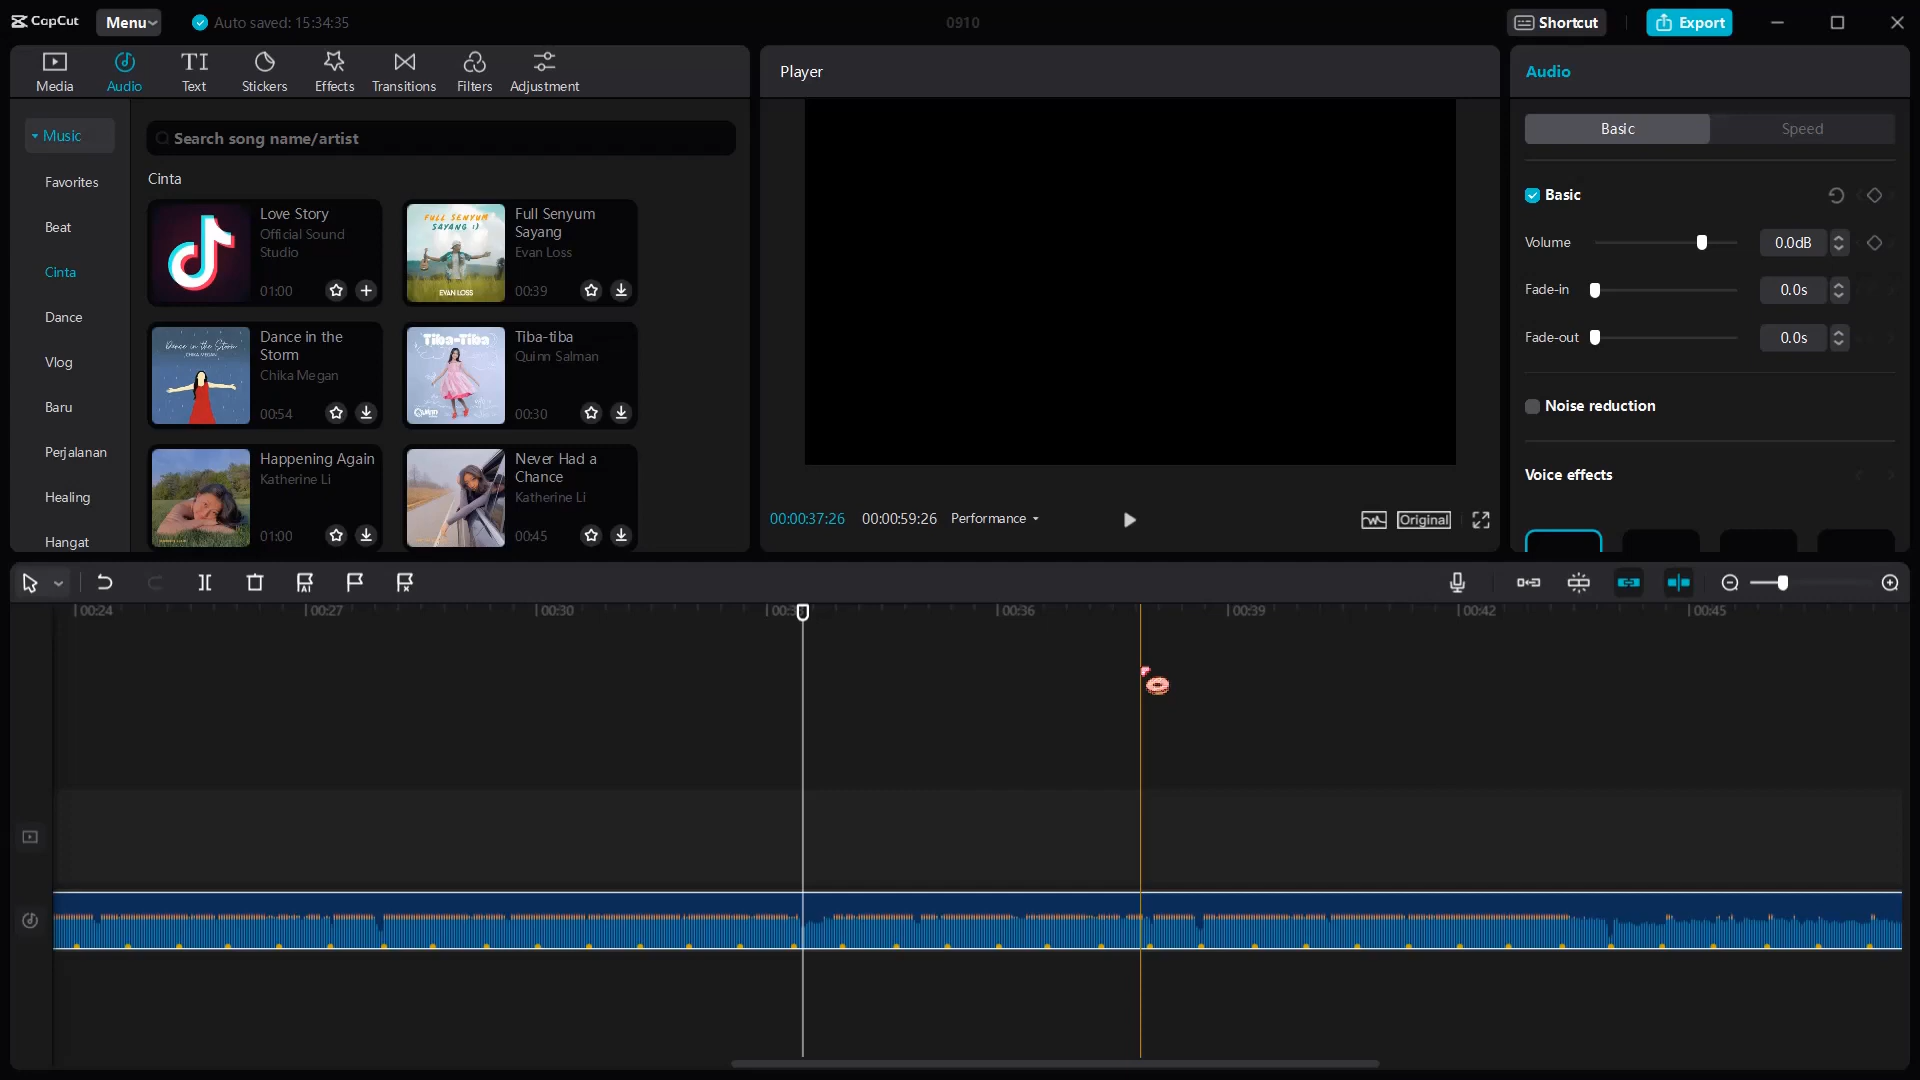 CapCut
Menu
Auto saved: 15:34:35
0910
Shortcut
Export
Media
Audio
TI
Text
Stickers
Effects
Transitions
Filters
Adjustment
Player
Audio
Music
Favorites
Beat
Cinta
Dance
Vlog
Baru
Perjalanan
Healing
Hangat
Search song name/artist
Cinta
Love Story
Official Sound
Studio
01:00
FULL SENYUM
SAYANG :)
EVAN LOSS
Full Senyum
Sayang
Evan Loss
00:39
Dance in the Storm
CHIKA MEGAN
Dance in the
Storm
Chika Megan
00:54
Tiba-Tiba
Quinn
Tiba-tiba
Quinn Salman
00:30
Happening Again
Katherine Li
01:00
Never Had a
Chance
Katherine Li
00:45
00:00:37:26
00:00:59:26
Performance
Original
Basic
Speed
Basic
Volume
0.0dB
Fade-in
0.0s
Fade-out
0.0s
Noise reduction
Voice effects
00:24
00:27
00:30
00:36
00:39
00:42
00:45